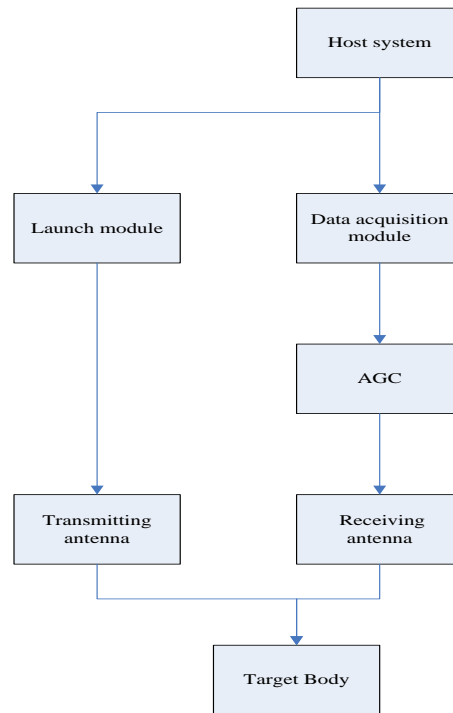 Host system
Launch module
Data acquisition
module
AGC
Transmitting
antenna
Receiving
antenna
Target Body